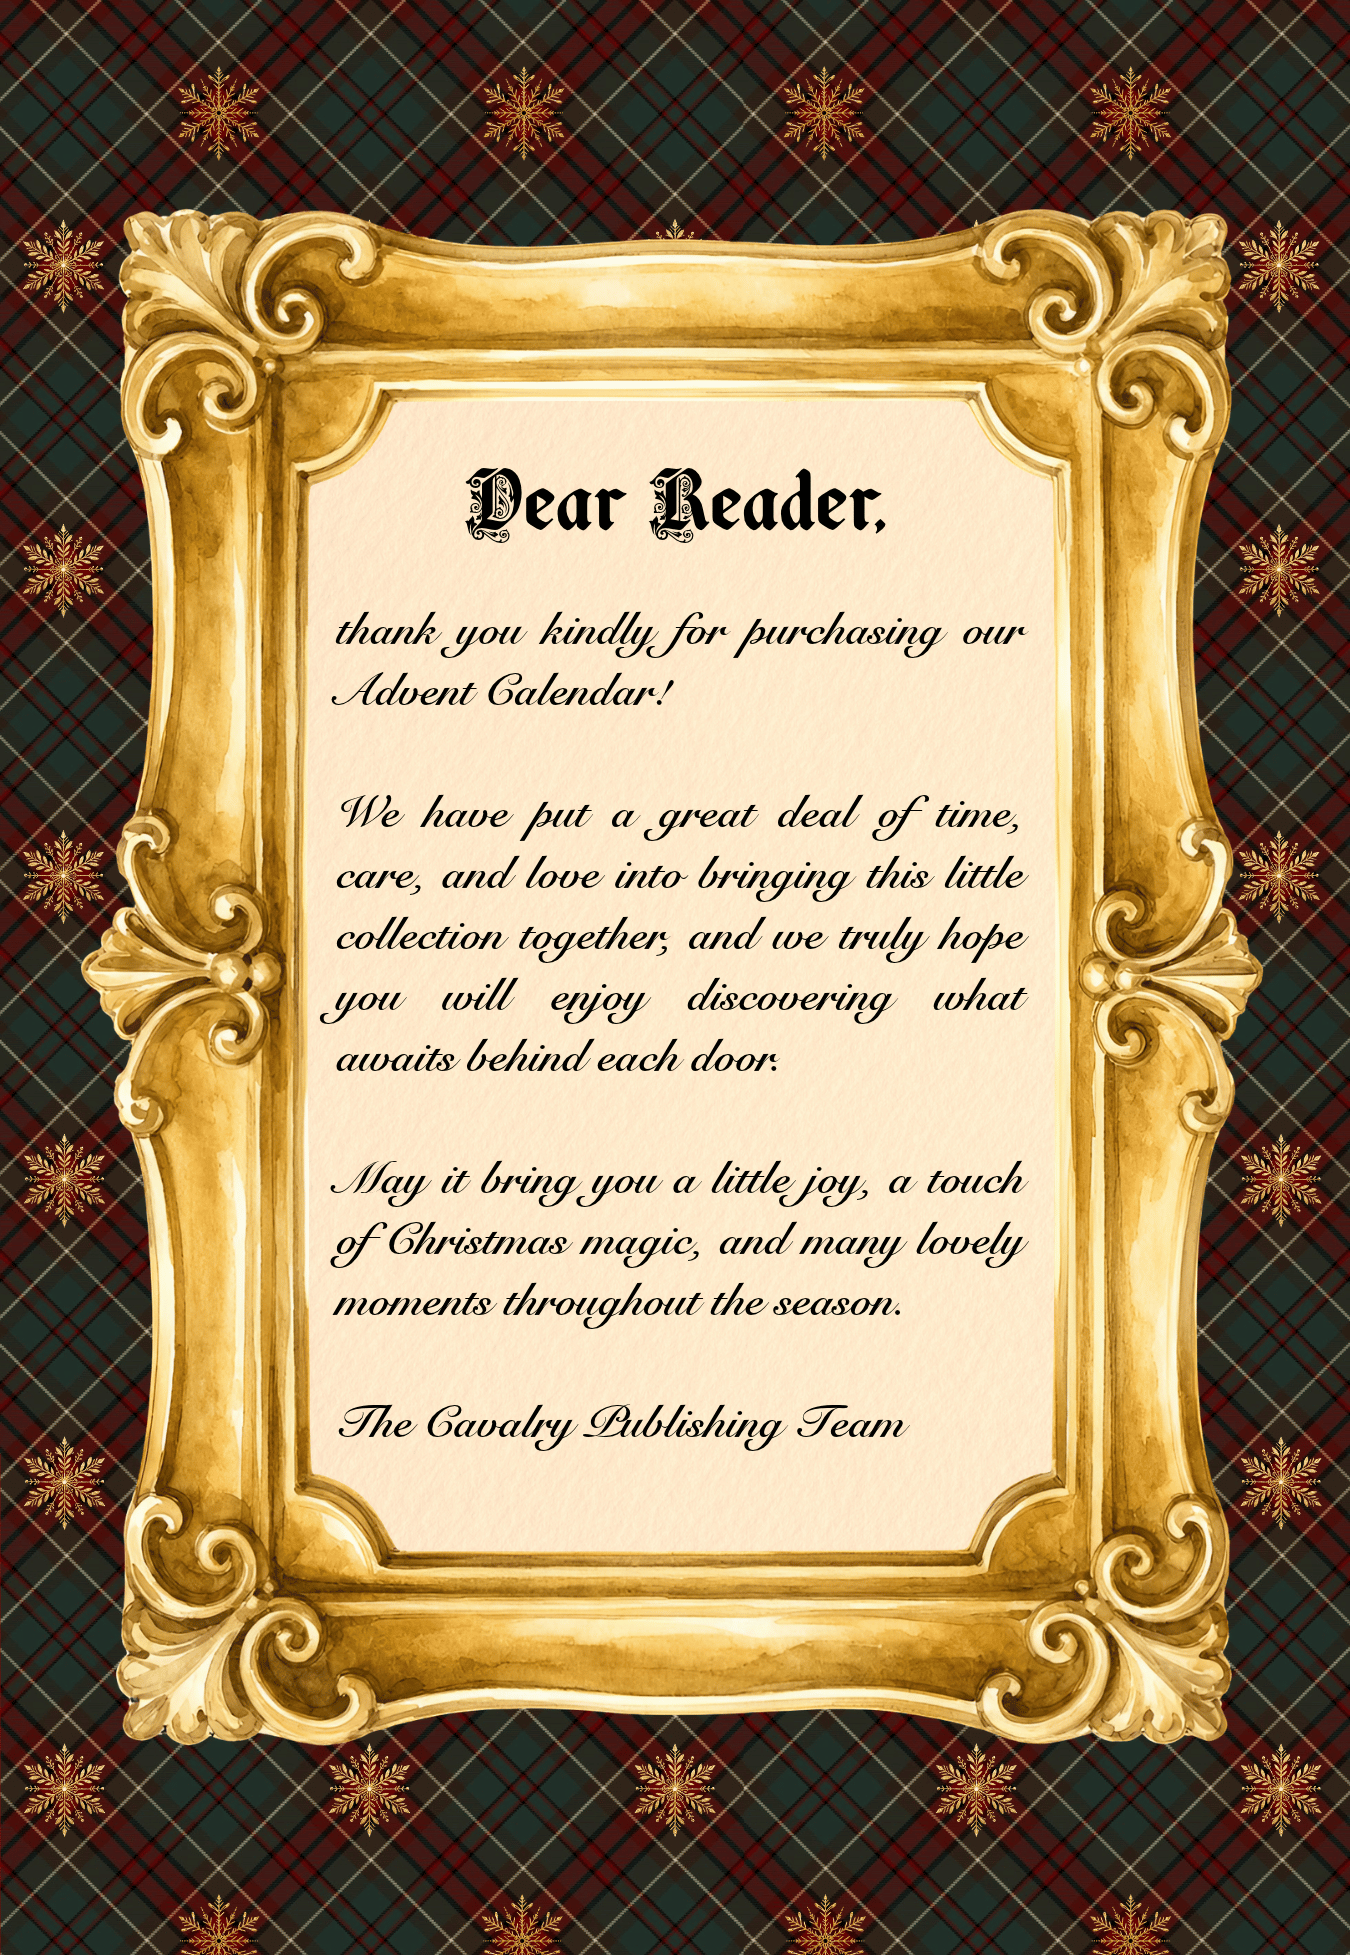 Dear Reader,
thank you kindly for purchasing our
Advent Calendar!
We have put a great deal of time,
care, and love into bringing this little
collection together, and we truly hope
you will enjoy discovering what
awaits behind each door.
May it bring you a little joy, a touch
of Christmas magic, and many lovely
moments throughout the season.
The Cavalry Publishing Team